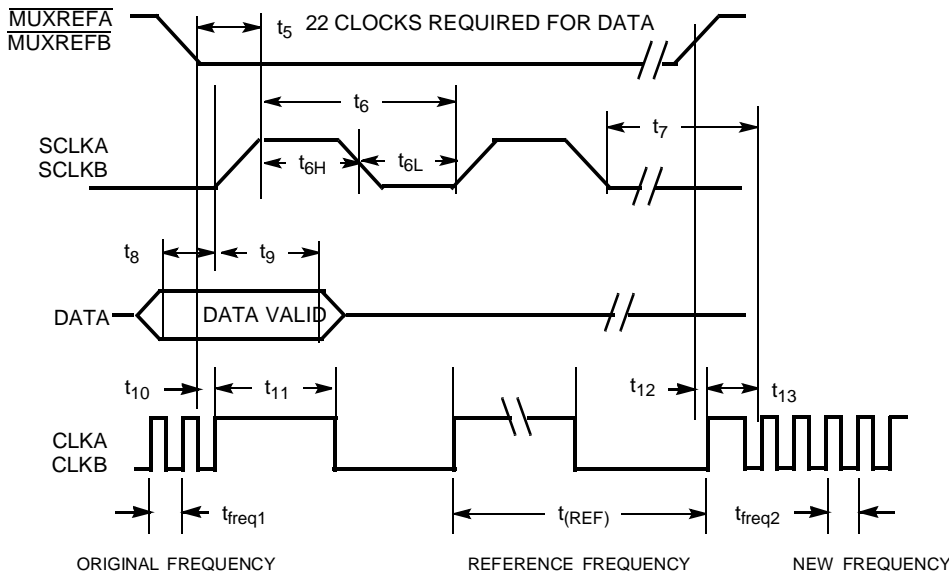 MUXREFA
MUXREFB
t5
22 CLOCKS REQUIRED FOR DATA
t6
t7
SCLKA
SCLKB
t6H
t6L
t8
t9
DATA
DATA VALID
t10
t11
t12
t13
CLKA
CLKB
tfreq1
t(REF)
tfreq2
ORIGINAL FREQUENCY
REFERENCE FREQUENCY
NEW FREQUENCY